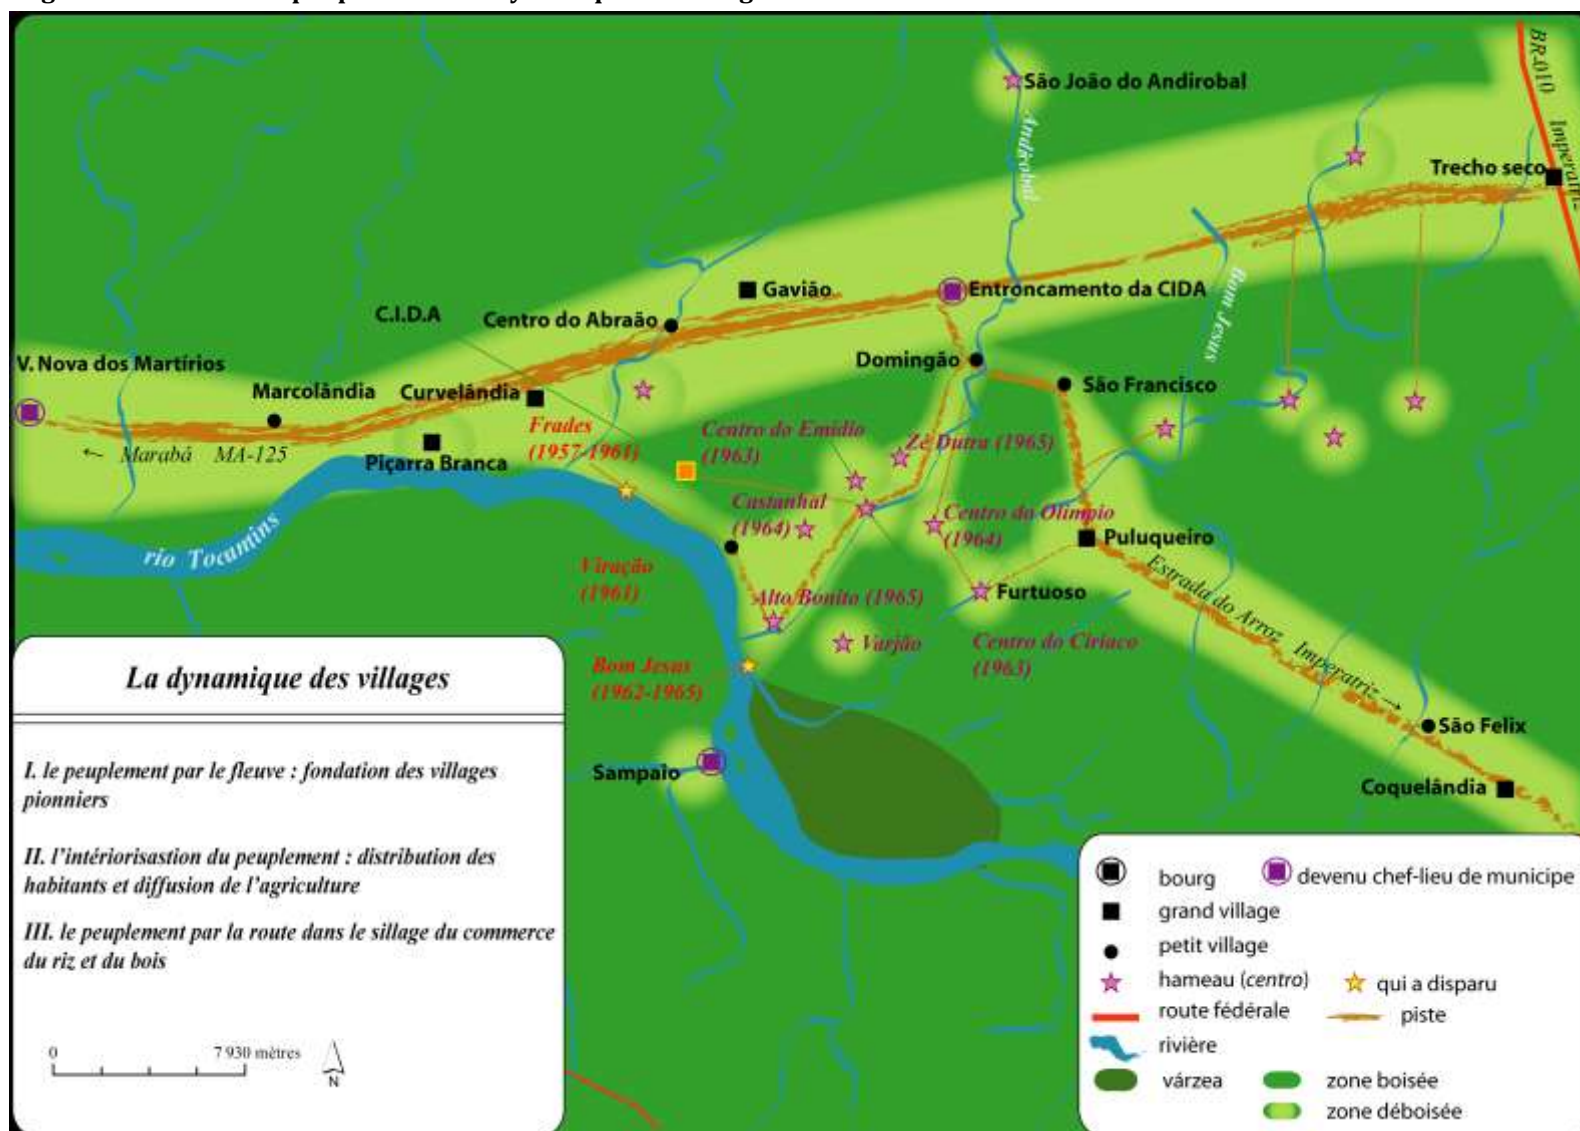 São João do Andirobal
BR-010
Imperatriz
Andirobal
Trecho seco
Bom Jesus
Gavião
Entroncamento da CIDA
C.I.D.A
Centro do Abraão
Domingão
São Francisco
V. Nova dos Martírios
Marcolândia
Curvelândia
Frades
(1957-1961)
Centro do Emídio
(1963)
Zé Dutra (1965)
← Marabá MA-125
Piçarra Branca
Castanhal
(1964)
Centro do Olímpio
(1964)
Puluqueiro
rio Tocantins
Viração
(1961)
Estrada do Arroz
Alto Bonito (1965)
Furtuoso
Varjão
Centro do Ciríaco
(1963)
Imperatriz →
Bom Jesus
(1962-1965)
São Felix
Sampaio
Coquelândia
La dynamique des villages
I. le peuplement par le fleuve : fondation des villages
pionniers
II. l'intériorisastion du peuplement : distribution des
habitants et diffusion de l'agriculture
III. le peuplement par la route dans le sillage du commerce
du riz et du bois
0 7 930 mètres
N
bourg devenu chef-lieu de municipe
grand village
petit village
hameau (centro) qui a disparu
route fédérale piste
rivière
várzea zone boisée
zone déboisée